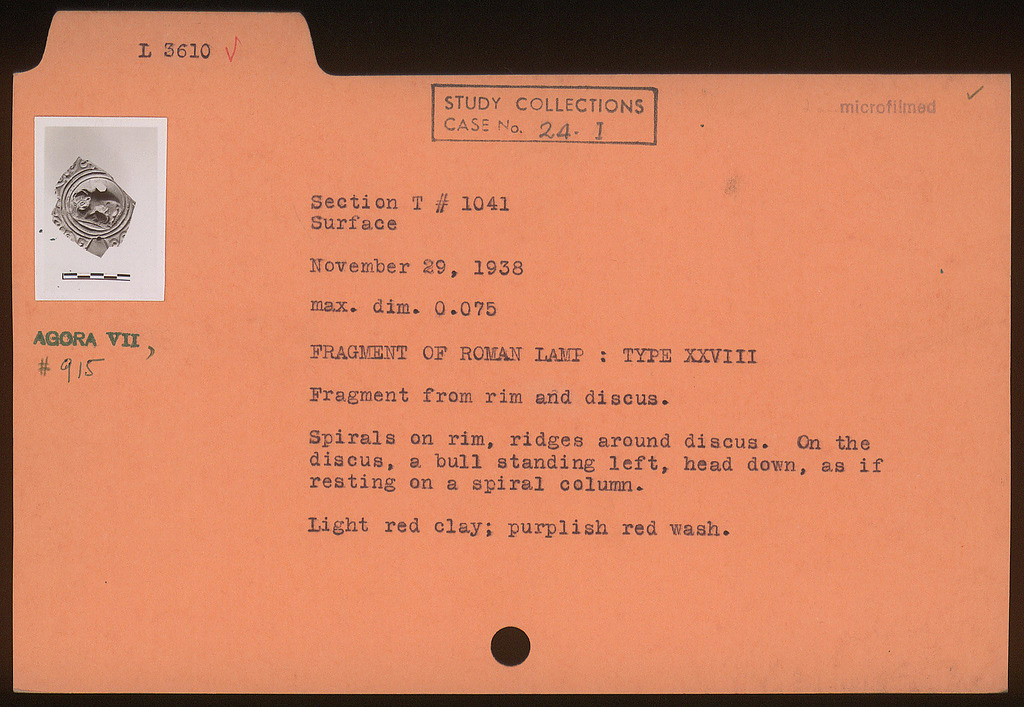 L 3610
STUDY COLLECTIONS
CASE No. 24. I
microfilmed
Section T # 1041
Surface
November 29, 1938
max. dim. 0.075
AGORA VII,
# 915
FRAGMENT OF ROMAN LAMP : TYPE XXVIII
Fragment from rim and discus.
Spirals on rim, ridges around discus. On the
discus, a bull standing left, head down, as if
resting on a spiral column.
Light red clay; purplish red wash.